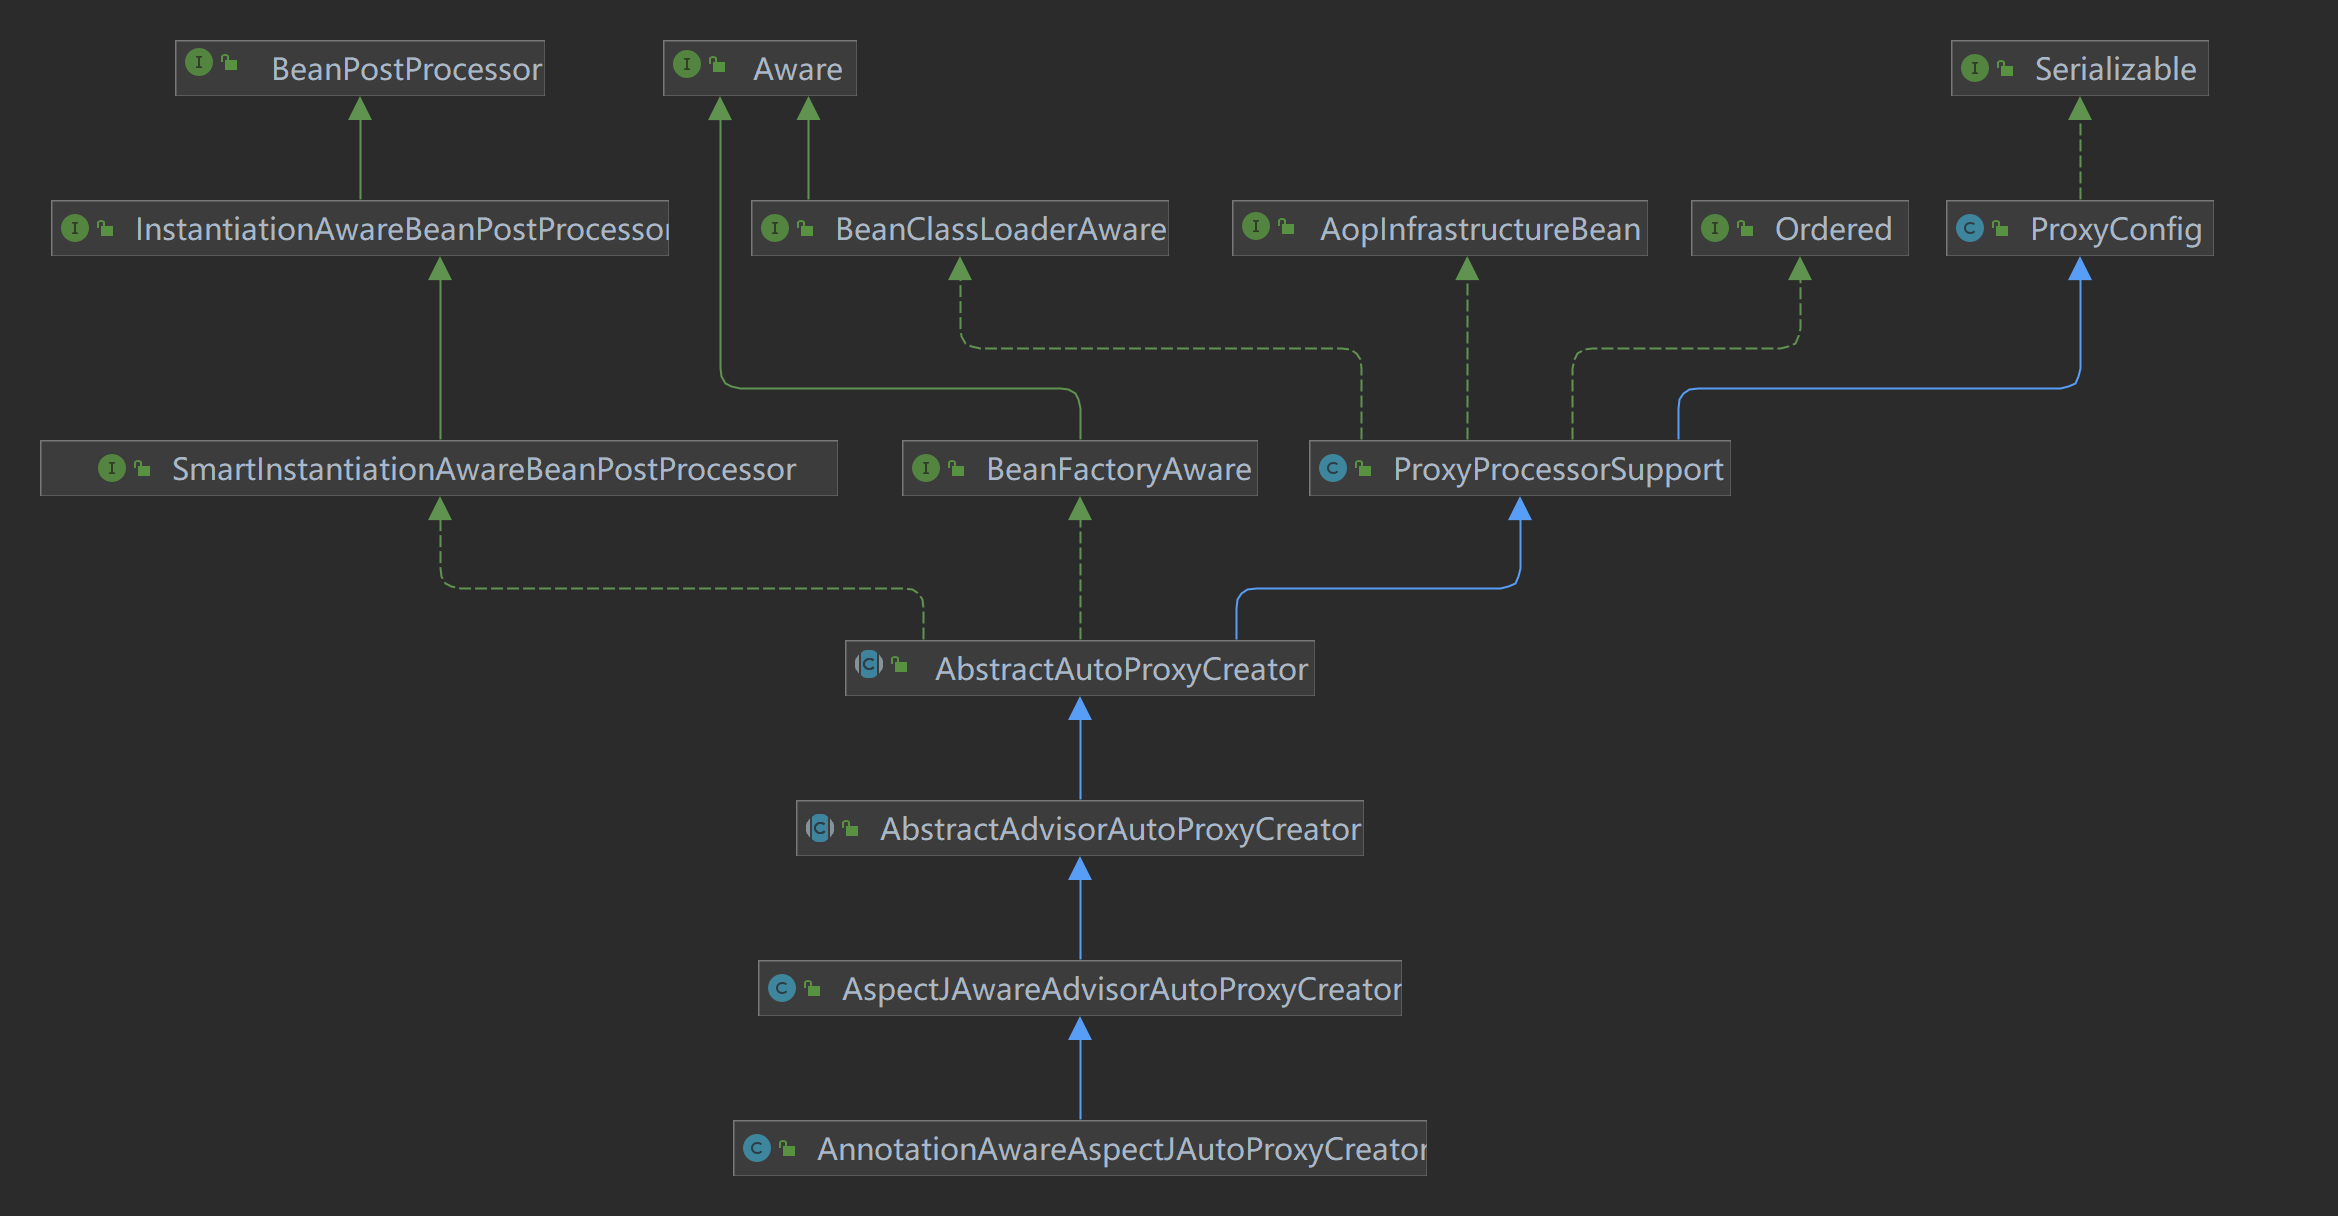 BeanPostProcessor
Aware
Serializable
InstantiationAwareBeanPostProcessor
BeanClassLoaderAware
AopInfrastructureBean
Ordered
ProxyConfig
SmartInstantiationAwareBeanPostProcessor
BeanFactoryAware
ProxyProcessorSupport
AbstractAutoProxyCreator
AbstractAdvisorAutoProxyCreator
AspectJAwareAdvisorAutoProxyCreator
AnnotationAwareAspectJAutoProxyCreator